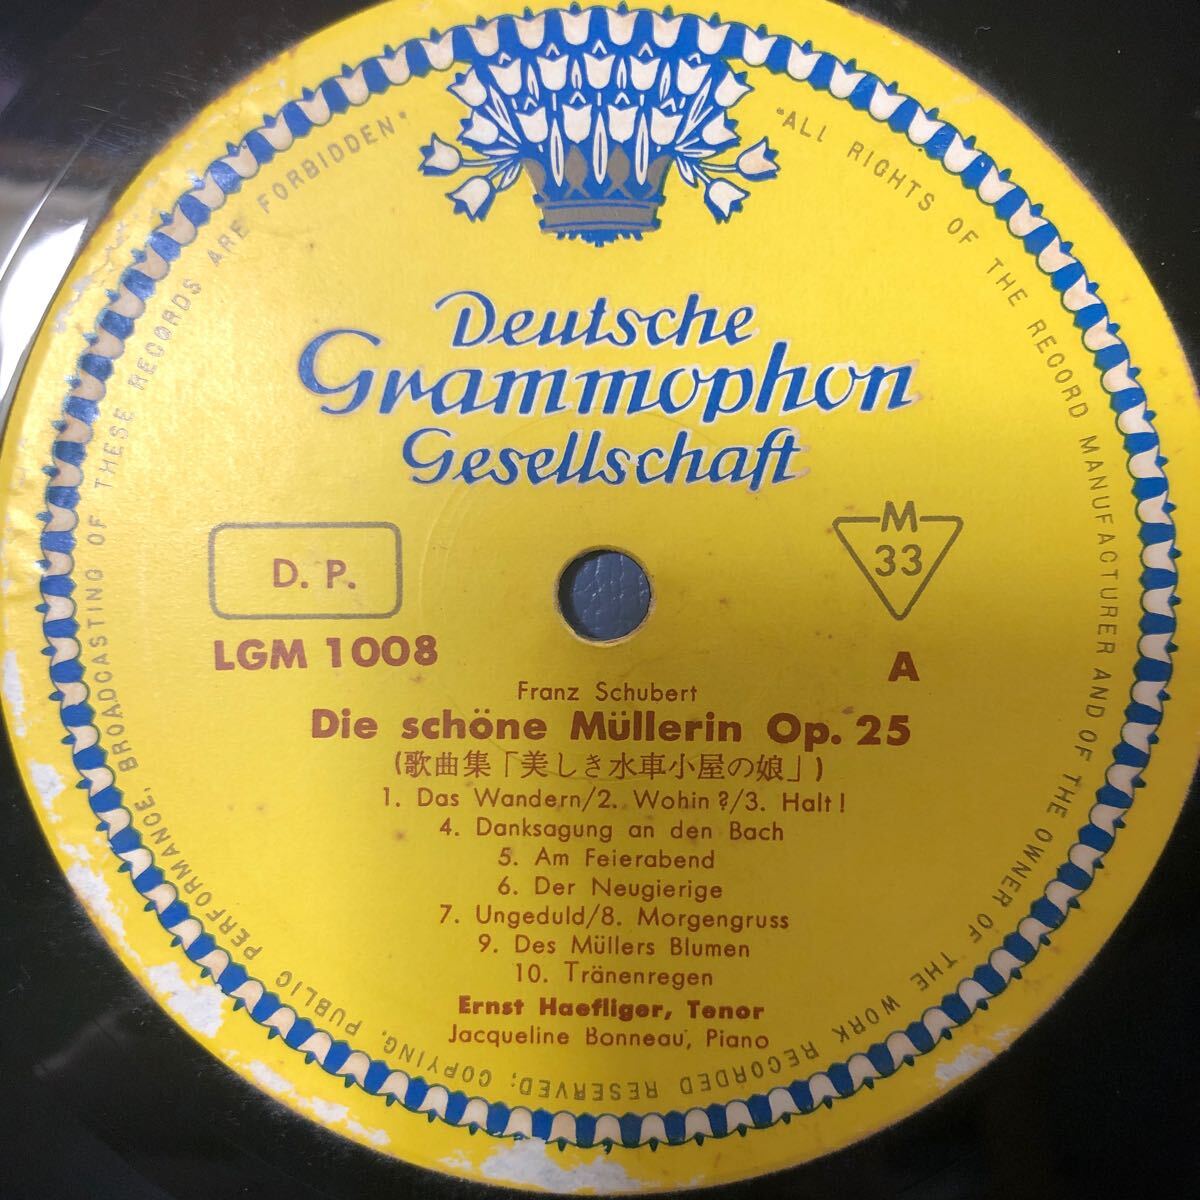 Deutsche
Grammophon
Gesellschaft
D. P.
M
33
LGM 1008
A
Franz Schubert
Die schöne Müllerin Op. 25
(歌曲集「美しき水車小屋の娘」)
1. Das Wandern/2. Wohin?/3. Halt!
4. Danksagung an den Bach
5. Am Feierabend
6. Der Neugierige
7. Ungeduld/8. Morgengruss
9. Des Müllers Blumen
10. Tränenregen
Ernst Haefliger, Tenor
Jacqueline Bonneau, Piano
"ALL RIGHTS OF THE RECORD MANUFACTURER AND OF THE OWNER OF THE WORK RECORDED RESERVED; COPYING, PUBLIC PERFORMANCE, BROADCASTING OF THESE RECORDS ARE FORBIDDEN"